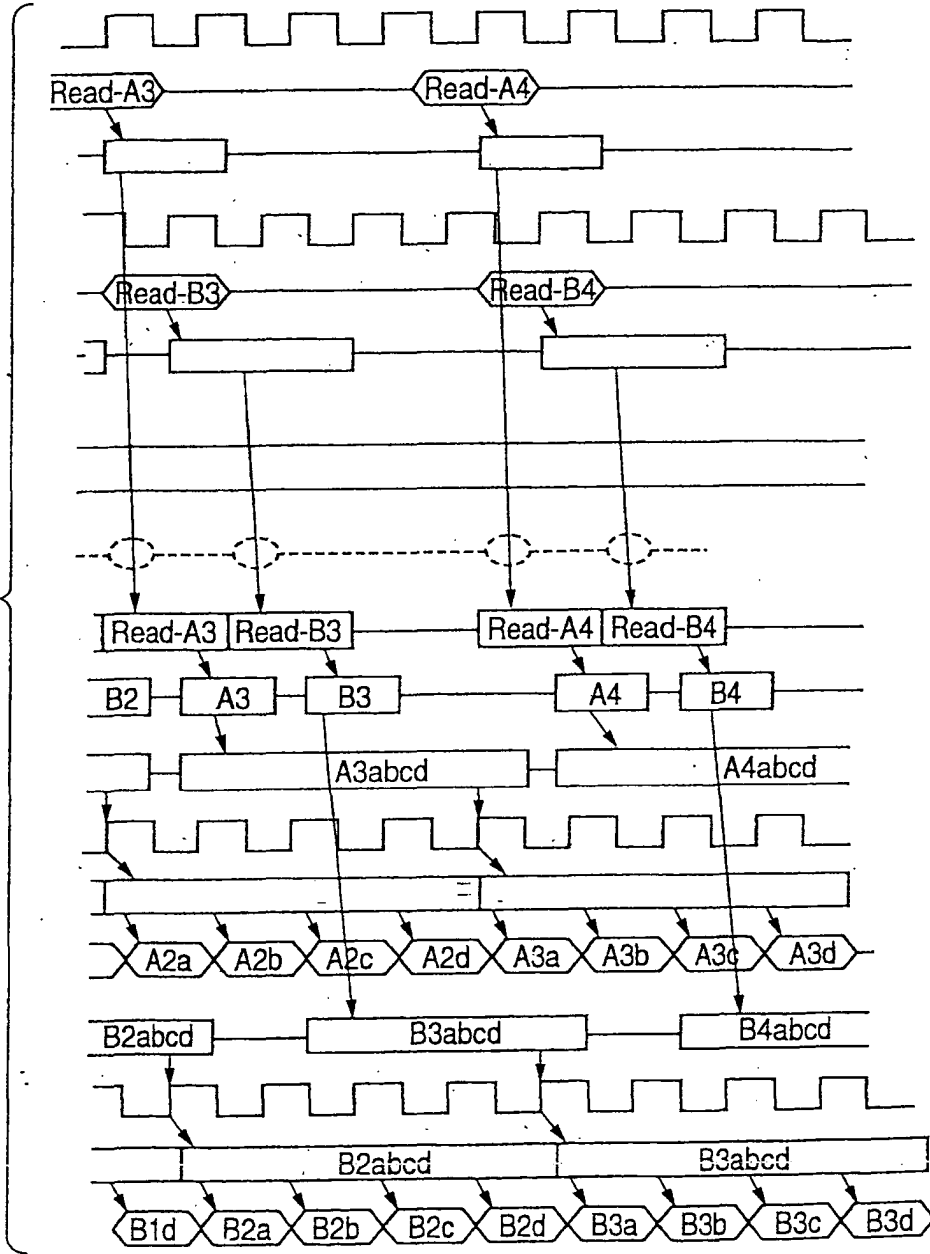 Read-A3 Read-A4
Read-B3 Read-B4
Read-A3 Read-B3 Read-A4 Read-B4
B2 A3 B3 A4 B4
A3abcd A4abcd
A2a A2b A2c A2d A3a A3b A3c A3d
B2abcd B3abcd B4abcd
B2abcd B3abcd
B1d B2a B2b B2c B2d B3a B3b B3c B3d